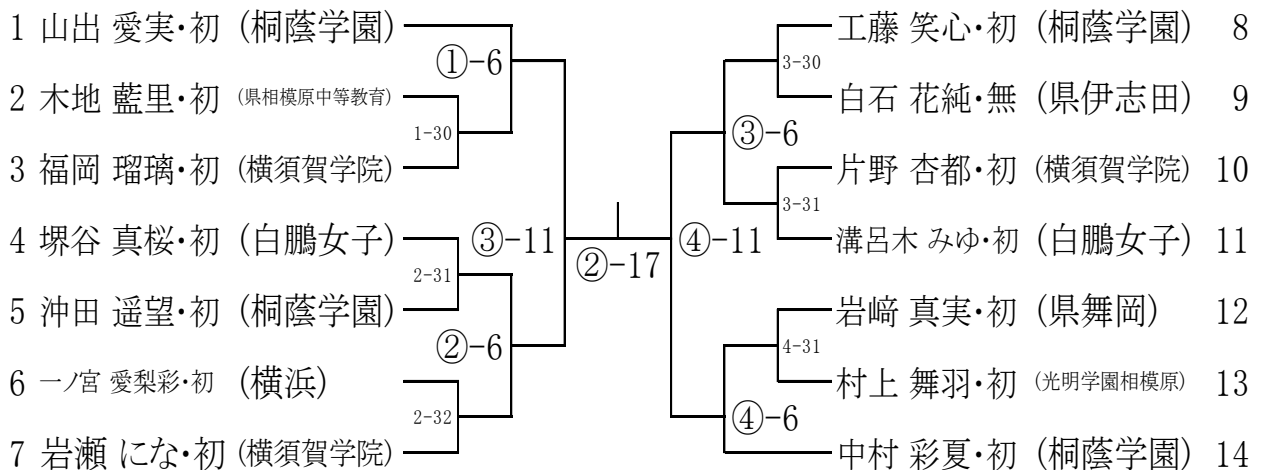 1 山出 愛実・初 (桐蔭学園)
①-6
2 木地 藍里・初 (県相模原中等教育)
1-30
3 福岡 瑠璃・初 (横須賀学院)
4 堺谷 真桜・初 (白鵬女子)
③-11
2-31
5 沖田 遥望・初 (桐蔭学園)
②-6
6 一ノ宮 愛梨彩・初 (横浜)
2-32
7 岩瀬 にな・初 (横須賀学院)
②-17
工藤 笑心・初 (桐蔭学園) 8
3-30
白石 花純・無 (県伊志田) 9
③-6
片野 杏都・初 (横須賀学院) 10
3-31
溝呂木 みゆ・初 (白鵬女子) 11
④-11
岩﨑 真実・初 (県舞岡) 12
4-31
村上 舞羽・初 (光明学園相模原) 13
④-6
中村 彩夏・初 (桐蔭学園) 14